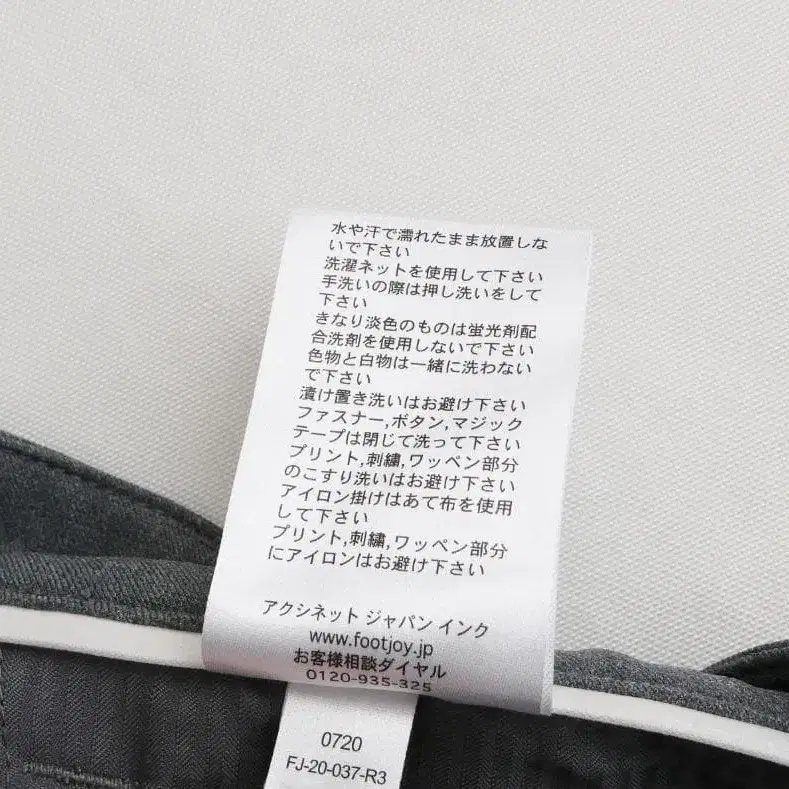 水や汗で濡れたまま放置しな
いで下さい
洗濯ネットを使用して下さい
手洗いの際は押し洗いをして
下さい
きなり淡色のものは蛍光剤配
合洗剤を使用しないで下さい
色物と白物は一緒に洗わない
で下さい
漬け置き洗いはお避け下さい
ファスナー,ボタン,マジック
テープは閉じて洗って下さい
プリント,刺繍,ワッペン部分
のこすり洗いはお避け下さい
アイロン掛けはあて布を使用
して下さい
プリント,刺繍,ワッペン部分
にアイロンはお避け下さい
アクシネット ジャパン インク
www.footjoy.jp
お客様相談ダイヤル
0120-935-325
0720
FJ-20-037-R3